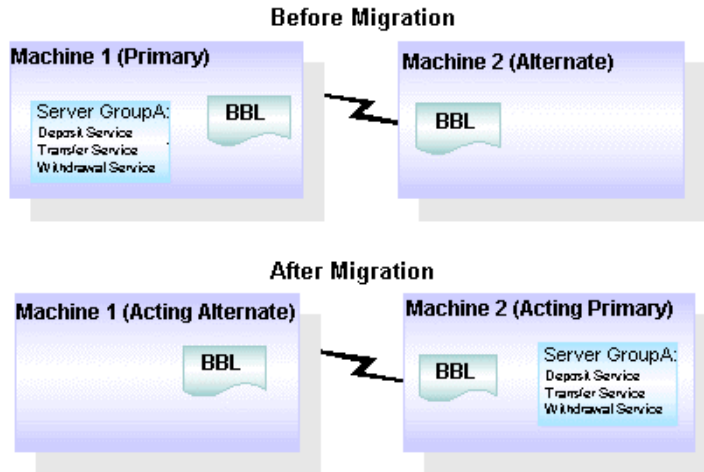 Before Migration
Machine 1 (Primary)
Server GroupA:
Deposit Service
Transfer Service
Withdrawal Service
BBL
Machine 2 (Alternate)
BBL
After Migration
Machine 1 (Acting Alternate)
BBL
Machine 2 (Acting Primary)
BBL
Server GroupA:
Deposit Service
Transfer Service
Withdrawal Service